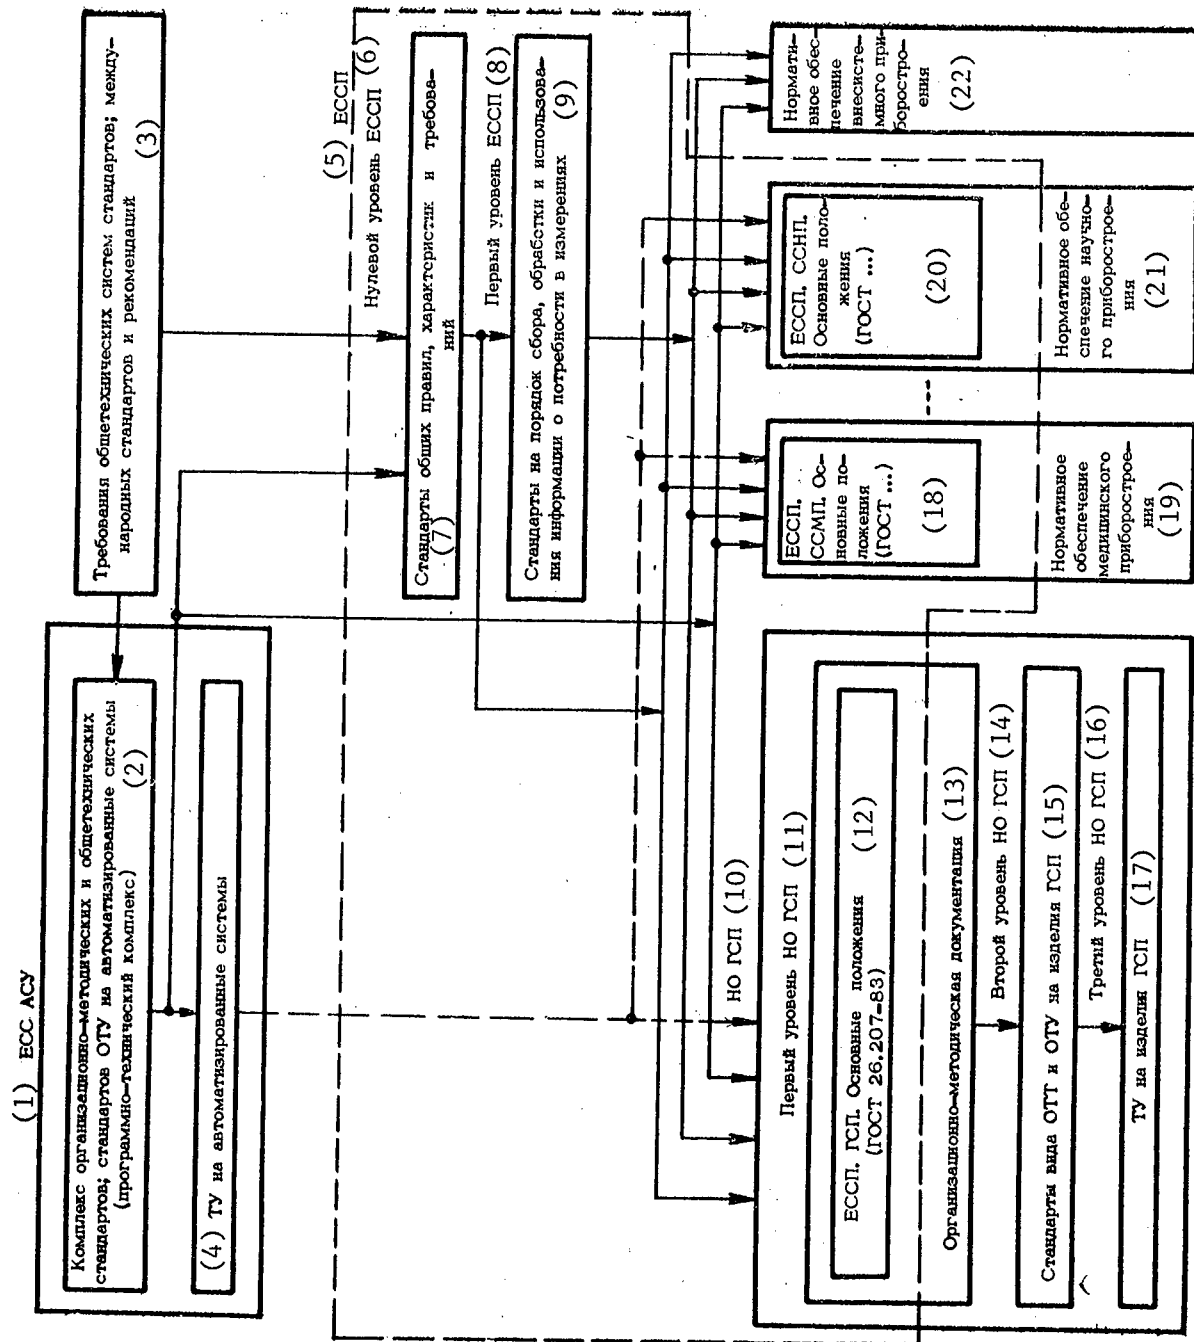 (1) ЕСС АСУ
Комплекс организационно-методических и общетехнических
стандартов; стандартов ОТУ на автоматизированные системы
(программно-технический комплекс) (2)
Требования общетехнических систем стандартов; между-
народных стандартов и рекомендаций
(3)
(4) ТУ на автоматизированные системы
(5) ЕССП
Нулевой уровень ЕССП (6)
Стандарты общих правил, характеристик и требова-
ний
(7)
Первый уровень ЕССП (8)
Стандарты на порядок сбора, обработки и использова-
ния информации о потребности в измерениях
(9)
НО ГСП (10)
Первый уровень НО ГСП (11)
ЕССП. ГСП. Основные положения
(ГОСТ 26.207-83)
(12)
Организационно-методическая документация (13)
Второй уровень НО ГСП (14)
Стандарты вида ОТТ и ОТУ на изделия ГСП (15)
Третий уровень НО ГСП (16)
ТУ на изделия ГСП (17)
ЕССП.
ССМП. Ос-
новные по-
ложения
(ГОСТ ...)
(18)
Нормативное
обеспечение
медицинского
приборострое-
ния
(19)
ЕССП. ССНП.
Основные поло-
жения
(ГОСТ ...)
(20)
Нормативное обе-
спечение научно-
го приборострое-
ния
(21)
Нормати-
вное обес-
печение
внесисте-
много при-
боростро-
ения
(22)